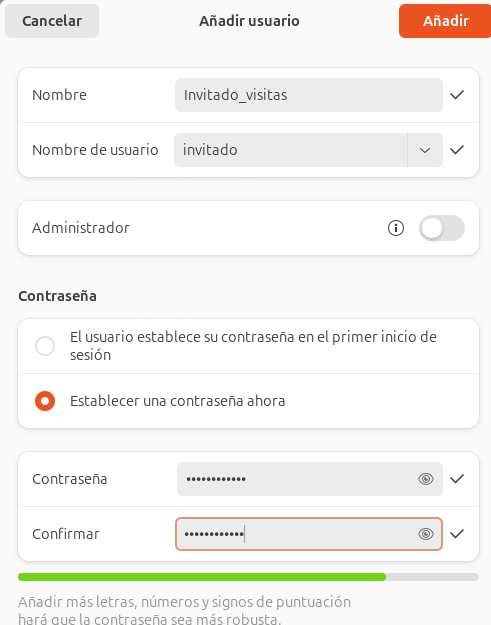 Cancelar Añadir usuario Añadir
Nombre Invitado_visitas
Nombre de usuario invitado
Administrador
Contraseña
El usuario establece su contraseña en el primer inicio de
sesión
Establecer una contraseña ahora
Contraseña ••••••••••••
Confirmar ••••••••••••
Añadir más letras, números y signos de puntuación
hará que la contraseña sea más robusta.